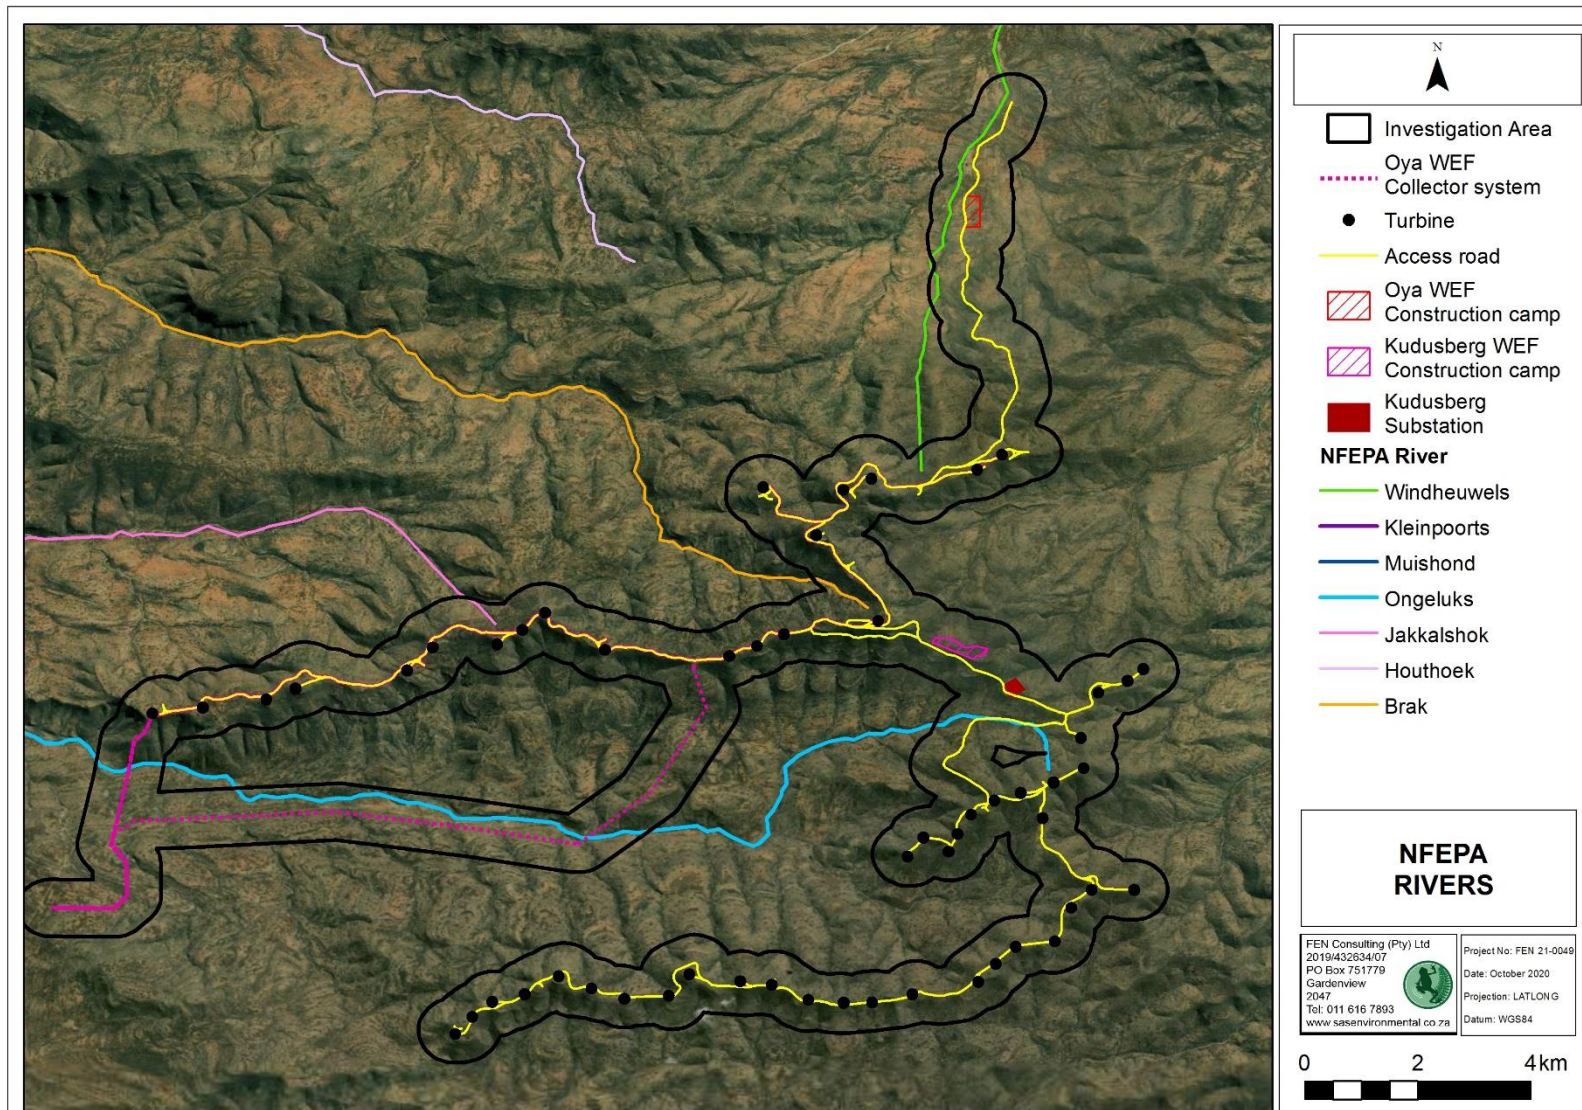 N
Investigation Area
Oya WEF
Collector system
Turbine
Access road
Oya WEF
Construction camp
Kudusberg WEF
Construction camp
Kudusberg
Substation
NFEPA River
Windheuwels
Kleinpoorts
Muishond
Ongeluks
Jakkalshok
Houthoek
Brak
NFEPA
RIVERS
FEN Consulting (Pty) Ltd
2019/432634/07
PO Box 751779
Gardenview
2047
Tel: 011 616 7893
www.sasenvironmental.co.za
Project No: FEN 21-0049
Date: October 2020
Projection: LATLONG
Datum: WGS84
0 2 4km